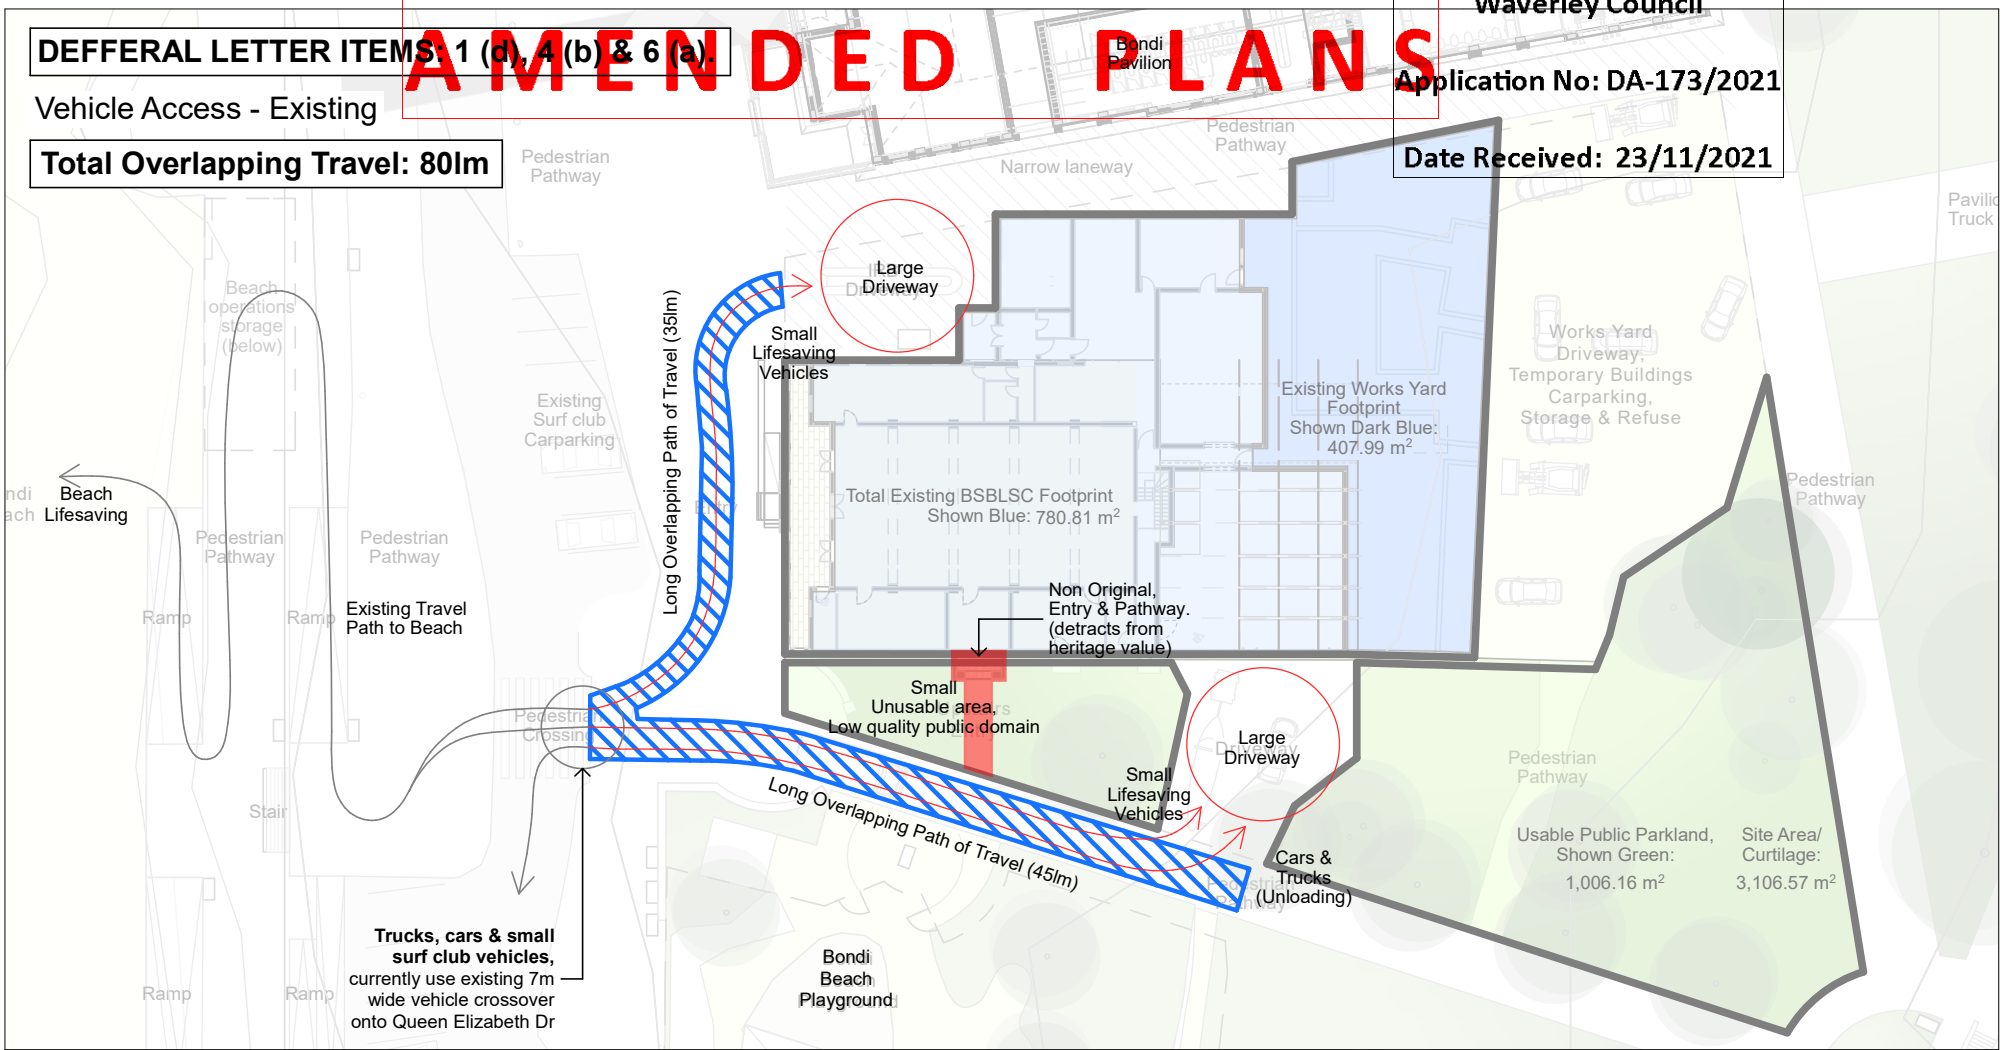 Waverley Council
DEFFERAL LETTER ITEMS: 1 (d), 4 (b) & 6 (a).
AMENDED PLANS
Bondi
Pavilion
Application No: DA-173/2021
Vehicle Access - Existing
Date Received: 23/11/2021
Total Overlapping Travel: 80lm
Pedestrian
Pathway
Narrow laneway
Pedestrian
Pathway
Large
Driveway
Driveway
Beach
operations
storage
(below)
Small
Lifesaving
Vehicles
Long Overlapping Path of Travel (35lm)
Existing
Surf club
Carparking
Existing Works Yard
Footprint
Shown Dark Blue:
407.99 m²
Works Yard
Driveway,
Temporary Buildings
Carparking,
Storage & Refuse
Pedestrian
Pathway
Beach
Lifesaving
Entry
Total Existing BSBLSC Footprint
Shown Blue: 780.81 m²
Pedestrian
Pathway
Pedestrian
Pathway
Ramp
Ramp
Existing Travel
Path to Beach
Non Original,
Entry & Pathway.
(detracts from
heritage value)
Small
Unusable area,
Low quality public domain
Pedestrian
Crossing
Large
Driveway
Driveway
Small
Lifesaving
Vehicles
Long Overlapping Path of Travel (45lm)
Pedestrian
Pathway
Stair
Cars &
Trucks
(Unloading)
Pedestrian
Pathway
Usable Public Parkland,
Shown Green:
1,006.16 m²
Site Area/
Curtilage:
3,106.57 m²
Trucks, cars & small
surf club vehicles,
currently use existing 7m
wide vehicle crossover
onto Queen Elizabeth Dr
Bondi
Beach
Playground
Ramp
Ramp